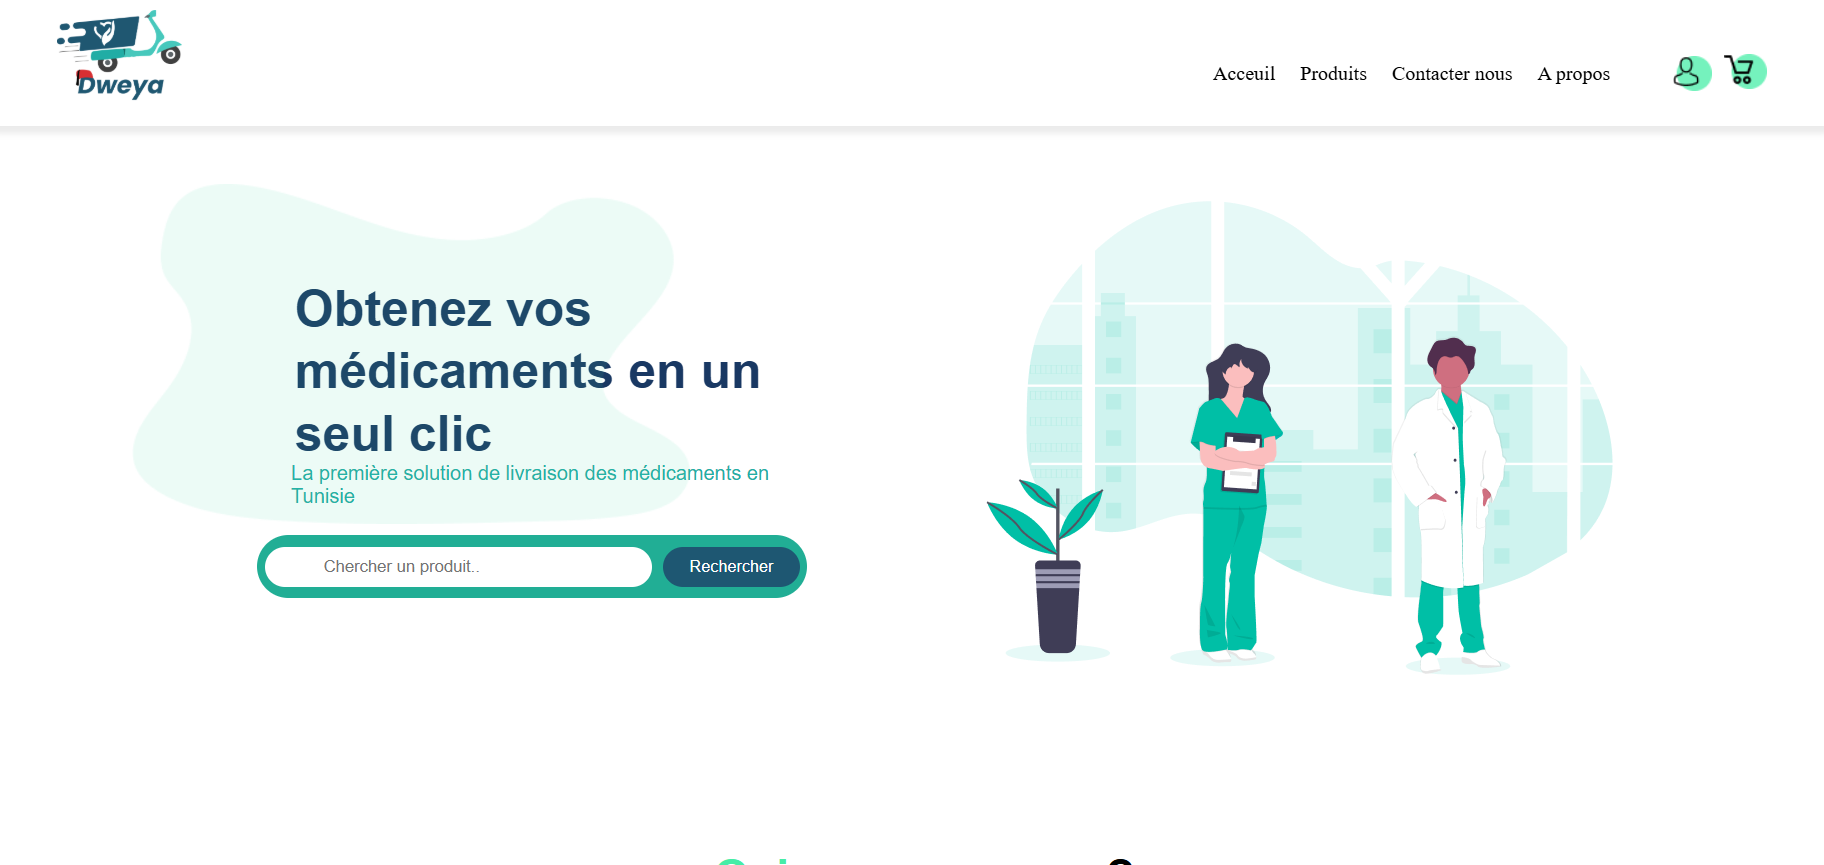 Dweya
Acceuil
Produits
Contacter nous
A propos
Obtenez vos
médicaments en un
seul clic
La première solution de livraison des médicaments en
Tunisie
Chercher un produit..
Rechercher